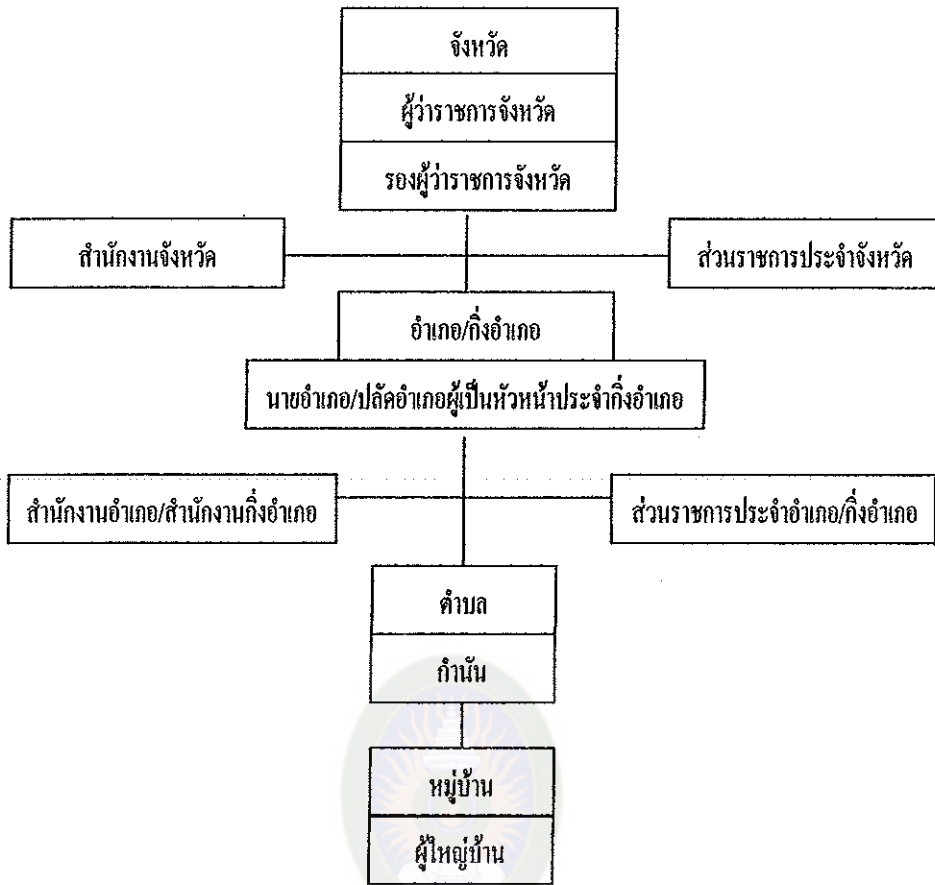 จังหวัด
ผู้ว่าราชการจังหวัด
รองผู้ว่าราชการจังหวัด
สำนักงานจังหวัด
ส่วนราชการประจำจังหวัด
อำเภอ/กิ่งอำเภอ
นายอำเภอ/ปลัดอำเภอผู้เป็นหัวหน้าประจำกิ่งอำเภอ
สำนักงานอำเภอ/สำนักงานกิ่งอำเภอ
ส่วนราชการประจำอำเภอ/กิ่งอำเภอ
ตำบล
กำนัน
หมู่บ้าน
ผู้ใหญ่บ้าน